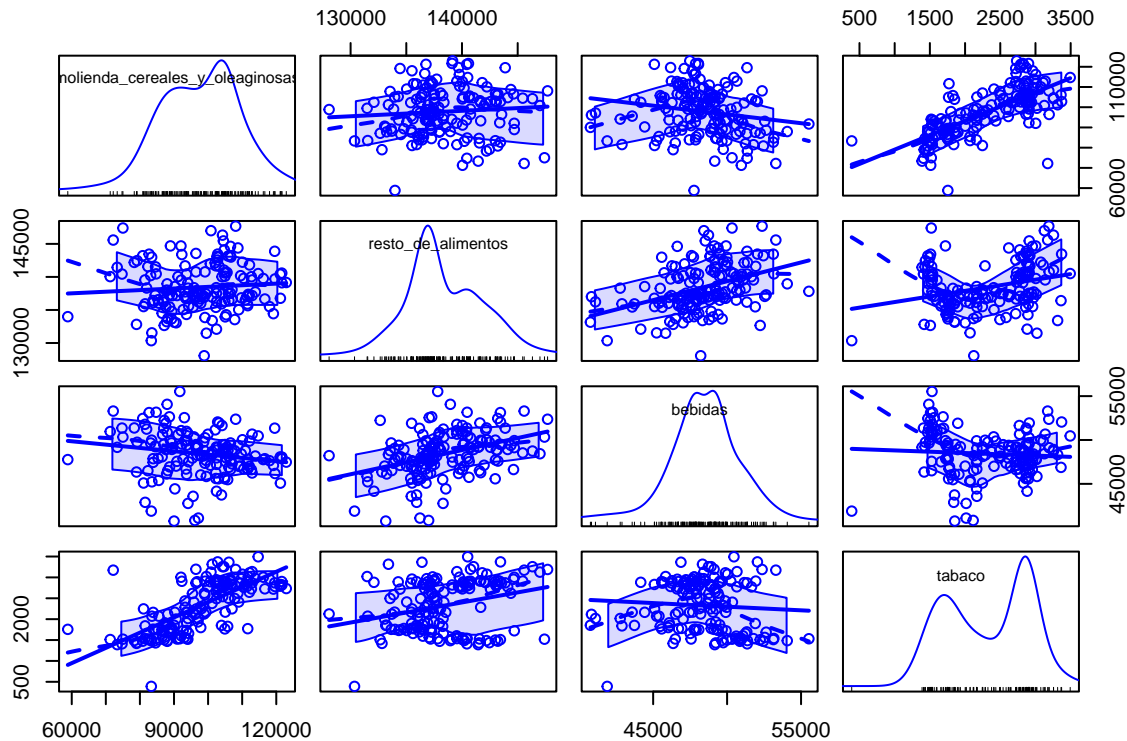 130000 140000 500 1500 2500 3500
nolienda_cereales_y_oleaginosas
60000 110000
130000 145000
resto_de_alimentos
bebidas
45000 55000
500 2000
tabaco
60000 90000 120000 45000 55000